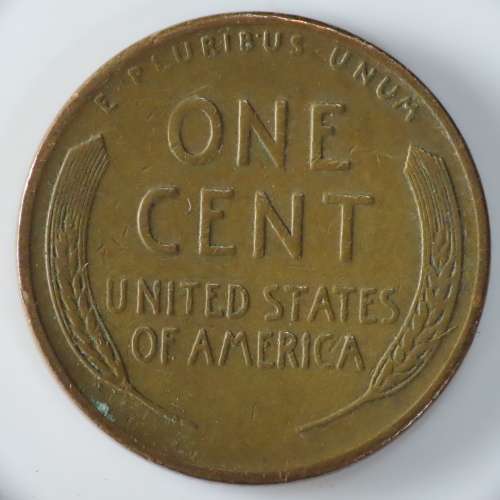 E·PLURIBUS·UNUM
ONE
CENT
UNITED STATES
OF AMERICA